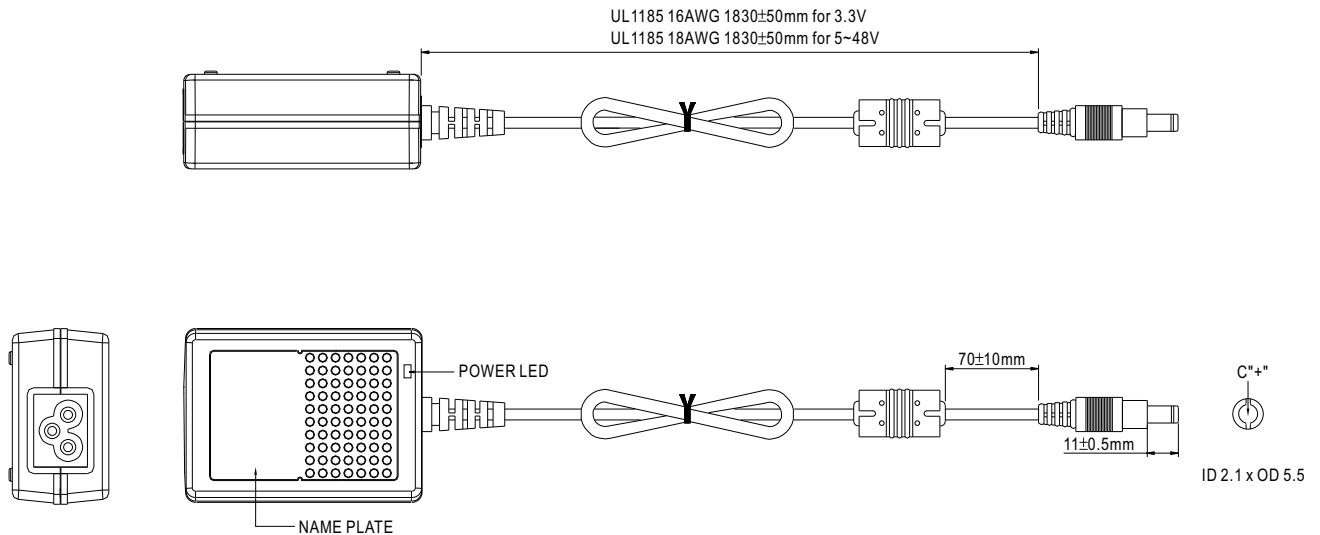 UL1185 16AWG 1830±50mm for 3.3V
UL1185 18AWG 1830±50mm for 5~48V
POWER LED
70±10mm
C"+"
11±0.5mm
ID 2.1 x OD 5.5
NAME PLATE